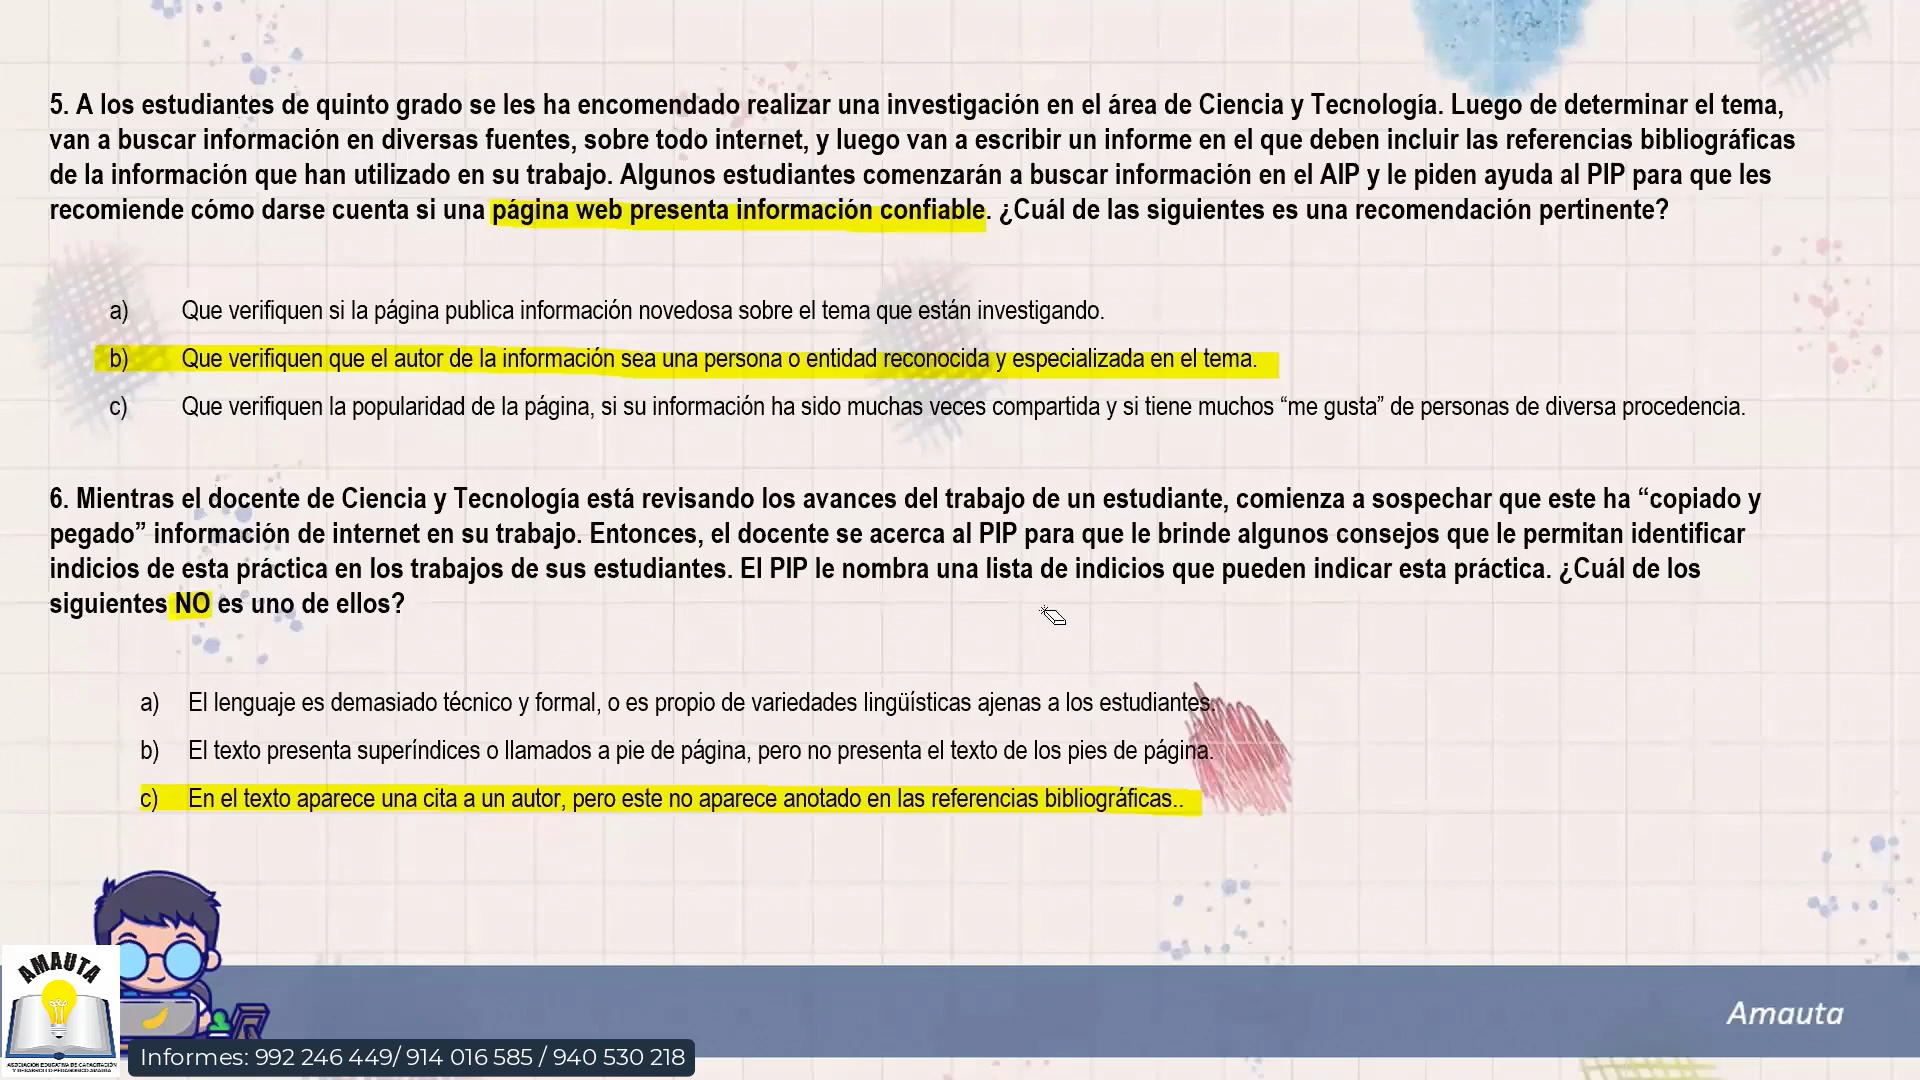 5. A los estudiantes de quinto grado se les ha encomendado realizar una investigación en el área de Ciencia y Tecnología. Luego de determinar el tema,
van a buscar información en diversas fuentes, sobre todo internet, y luego van a escribir un informe en el que deben incluir las referencias bibliográficas
de la información que han utilizado en su trabajo. Algunos estudiantes comenzarán a buscar información en el AIP y le piden ayuda al PIP para que les
recomiende cómo darse cuenta si una página web presenta información confiable. ¿Cuál de las siguientes es una recomendación pertinente?
a) Que verifiquen si la página publica información novedosa sobre el tema que están investigando.
b) Que verifiquen que el autor de la información sea una persona o entidad reconocida y especializada en el tema.
c) Que verifiquen la popularidad de la página, si su información ha sido muchas veces compartida y si tiene muchos “me gusta” de personas de diversa procedencia.
6. Mientras el docente de Ciencia y Tecnología está revisando los avances del trabajo de un estudiante, comienza a sospechar que este ha “copiado y
pegado” información de internet en su trabajo. Entonces, el docente se acerca al PIP para que le brinde algunos consejos que le permitan identificar
indicios de esta práctica en los trabajos de sus estudiantes. El PIP le nombra una lista de indicios que pueden indicar esta práctica. ¿Cuál de los
siguientes NO es uno de ellos?
a) El lenguaje es demasiado técnico y formal, o es propio de variedades lingüísticas ajenas a los estudiantes.
b) El texto presenta superíndices o llamados a pie de página, pero no presenta el texto de los pies de página.
c) En el texto aparece una cita a un autor, pero este no aparece anotado en las referencias bibliográficas..
AMAUTA
ASOCIACION EDUCATIVA DE CAPACITACIÓN
Y DESARROLLO PEDAGOGICO AMAUTA
Amauta
Informes: 992 246 449/ 914 016 585 / 940 530 218